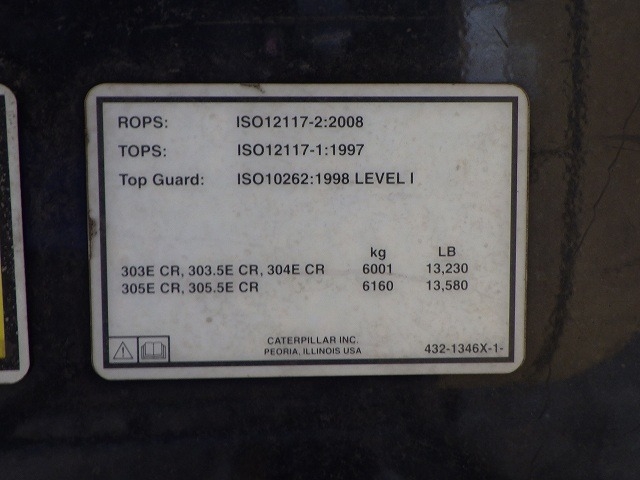 ROPS: ISO12117-2:2008
TOPS: ISO12117-1:1997
Top Guard: ISO10262:1998 LEVEL I
kg LB
303E CR, 303.5E CR, 304E CR 6001 13,230
305E CR, 305.5E CR 6160 13,580
CATERPILLAR INC.
PEORIA, ILLINOIS USA 432-1346X-1-